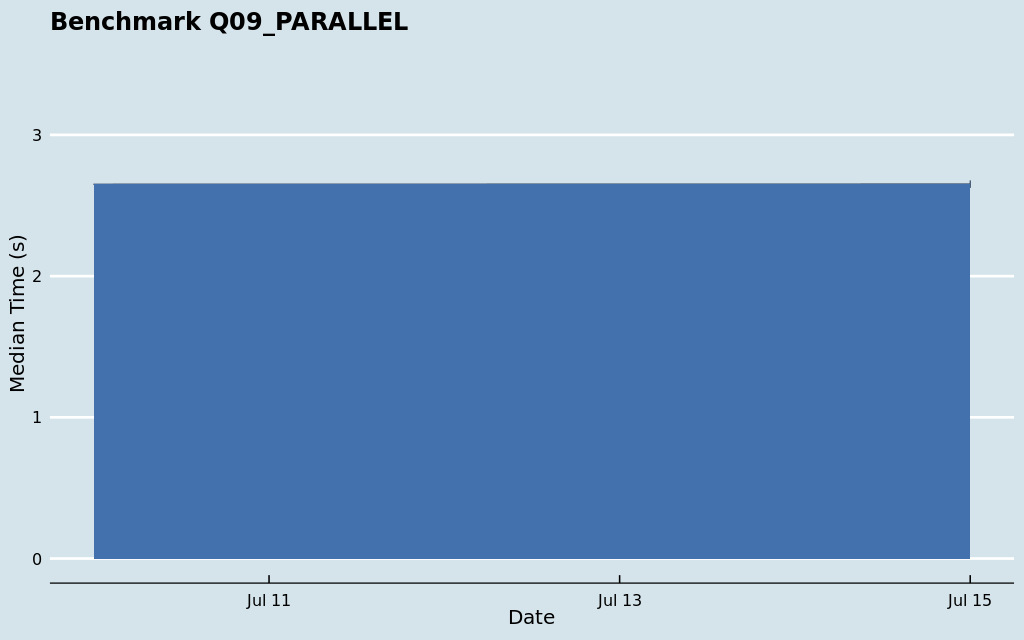 Benchmark Q09_PARALLEL
3
2
1
0
Median Time (s)
Jul 11
Jul 13
Jul 15
Date